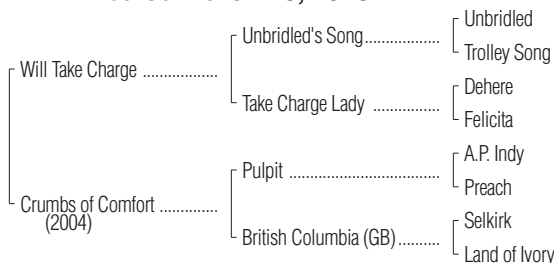 Unbridled
Unbridled's Song
Trolley Song
Will Take Charge
Dehere
Take Charge Lady
Felicita
A.P. Indy
Pulpit
Preach
Crumbs of Comfort
(2004)
Selkirk
British Columbia (GB)
Land of Ivory